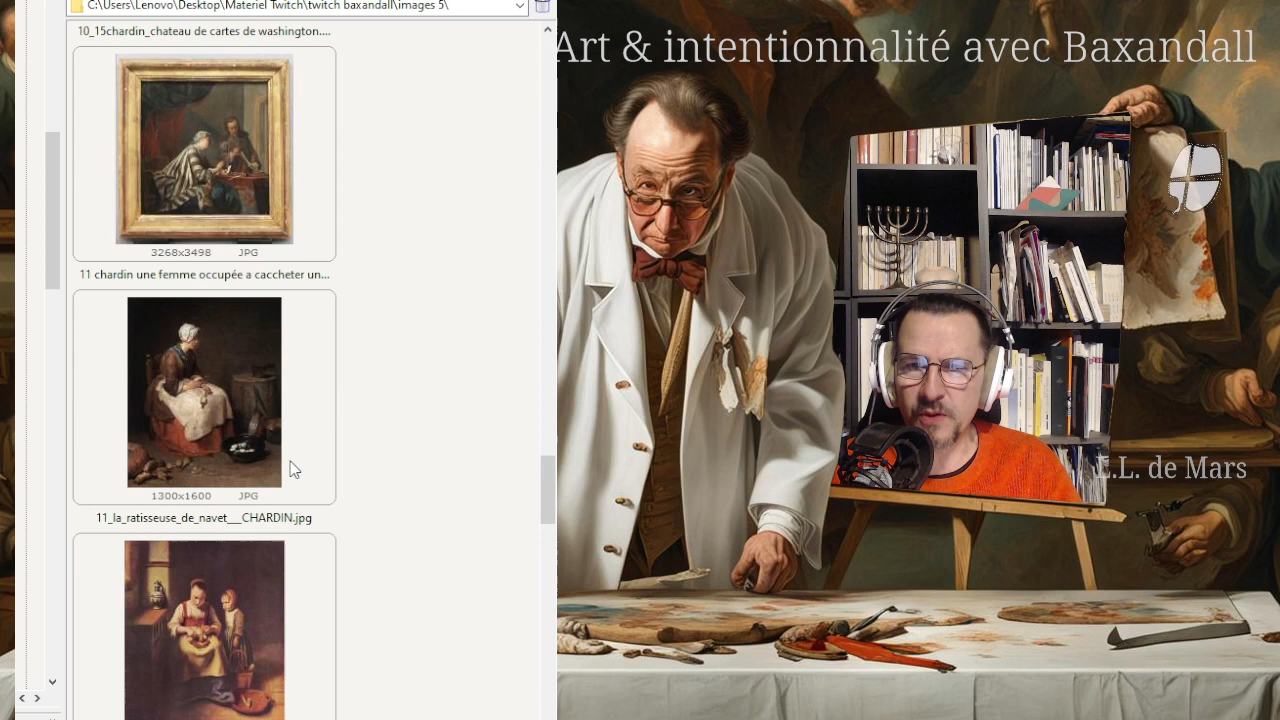 C:\Users\Lenovo\Desktop\Materiel Twitch\twitch baxandall\images 5\
10_15chardin_chateau de cartes de washington....
3268x3498 JPG
11 chardin une femme occupée a caccheter un...
1300x1600 JPG
11_la_ratisseuse_de_navet__CHARDIN.jpg
Art & intentionnalité avec Baxandall
L.L. de Mars